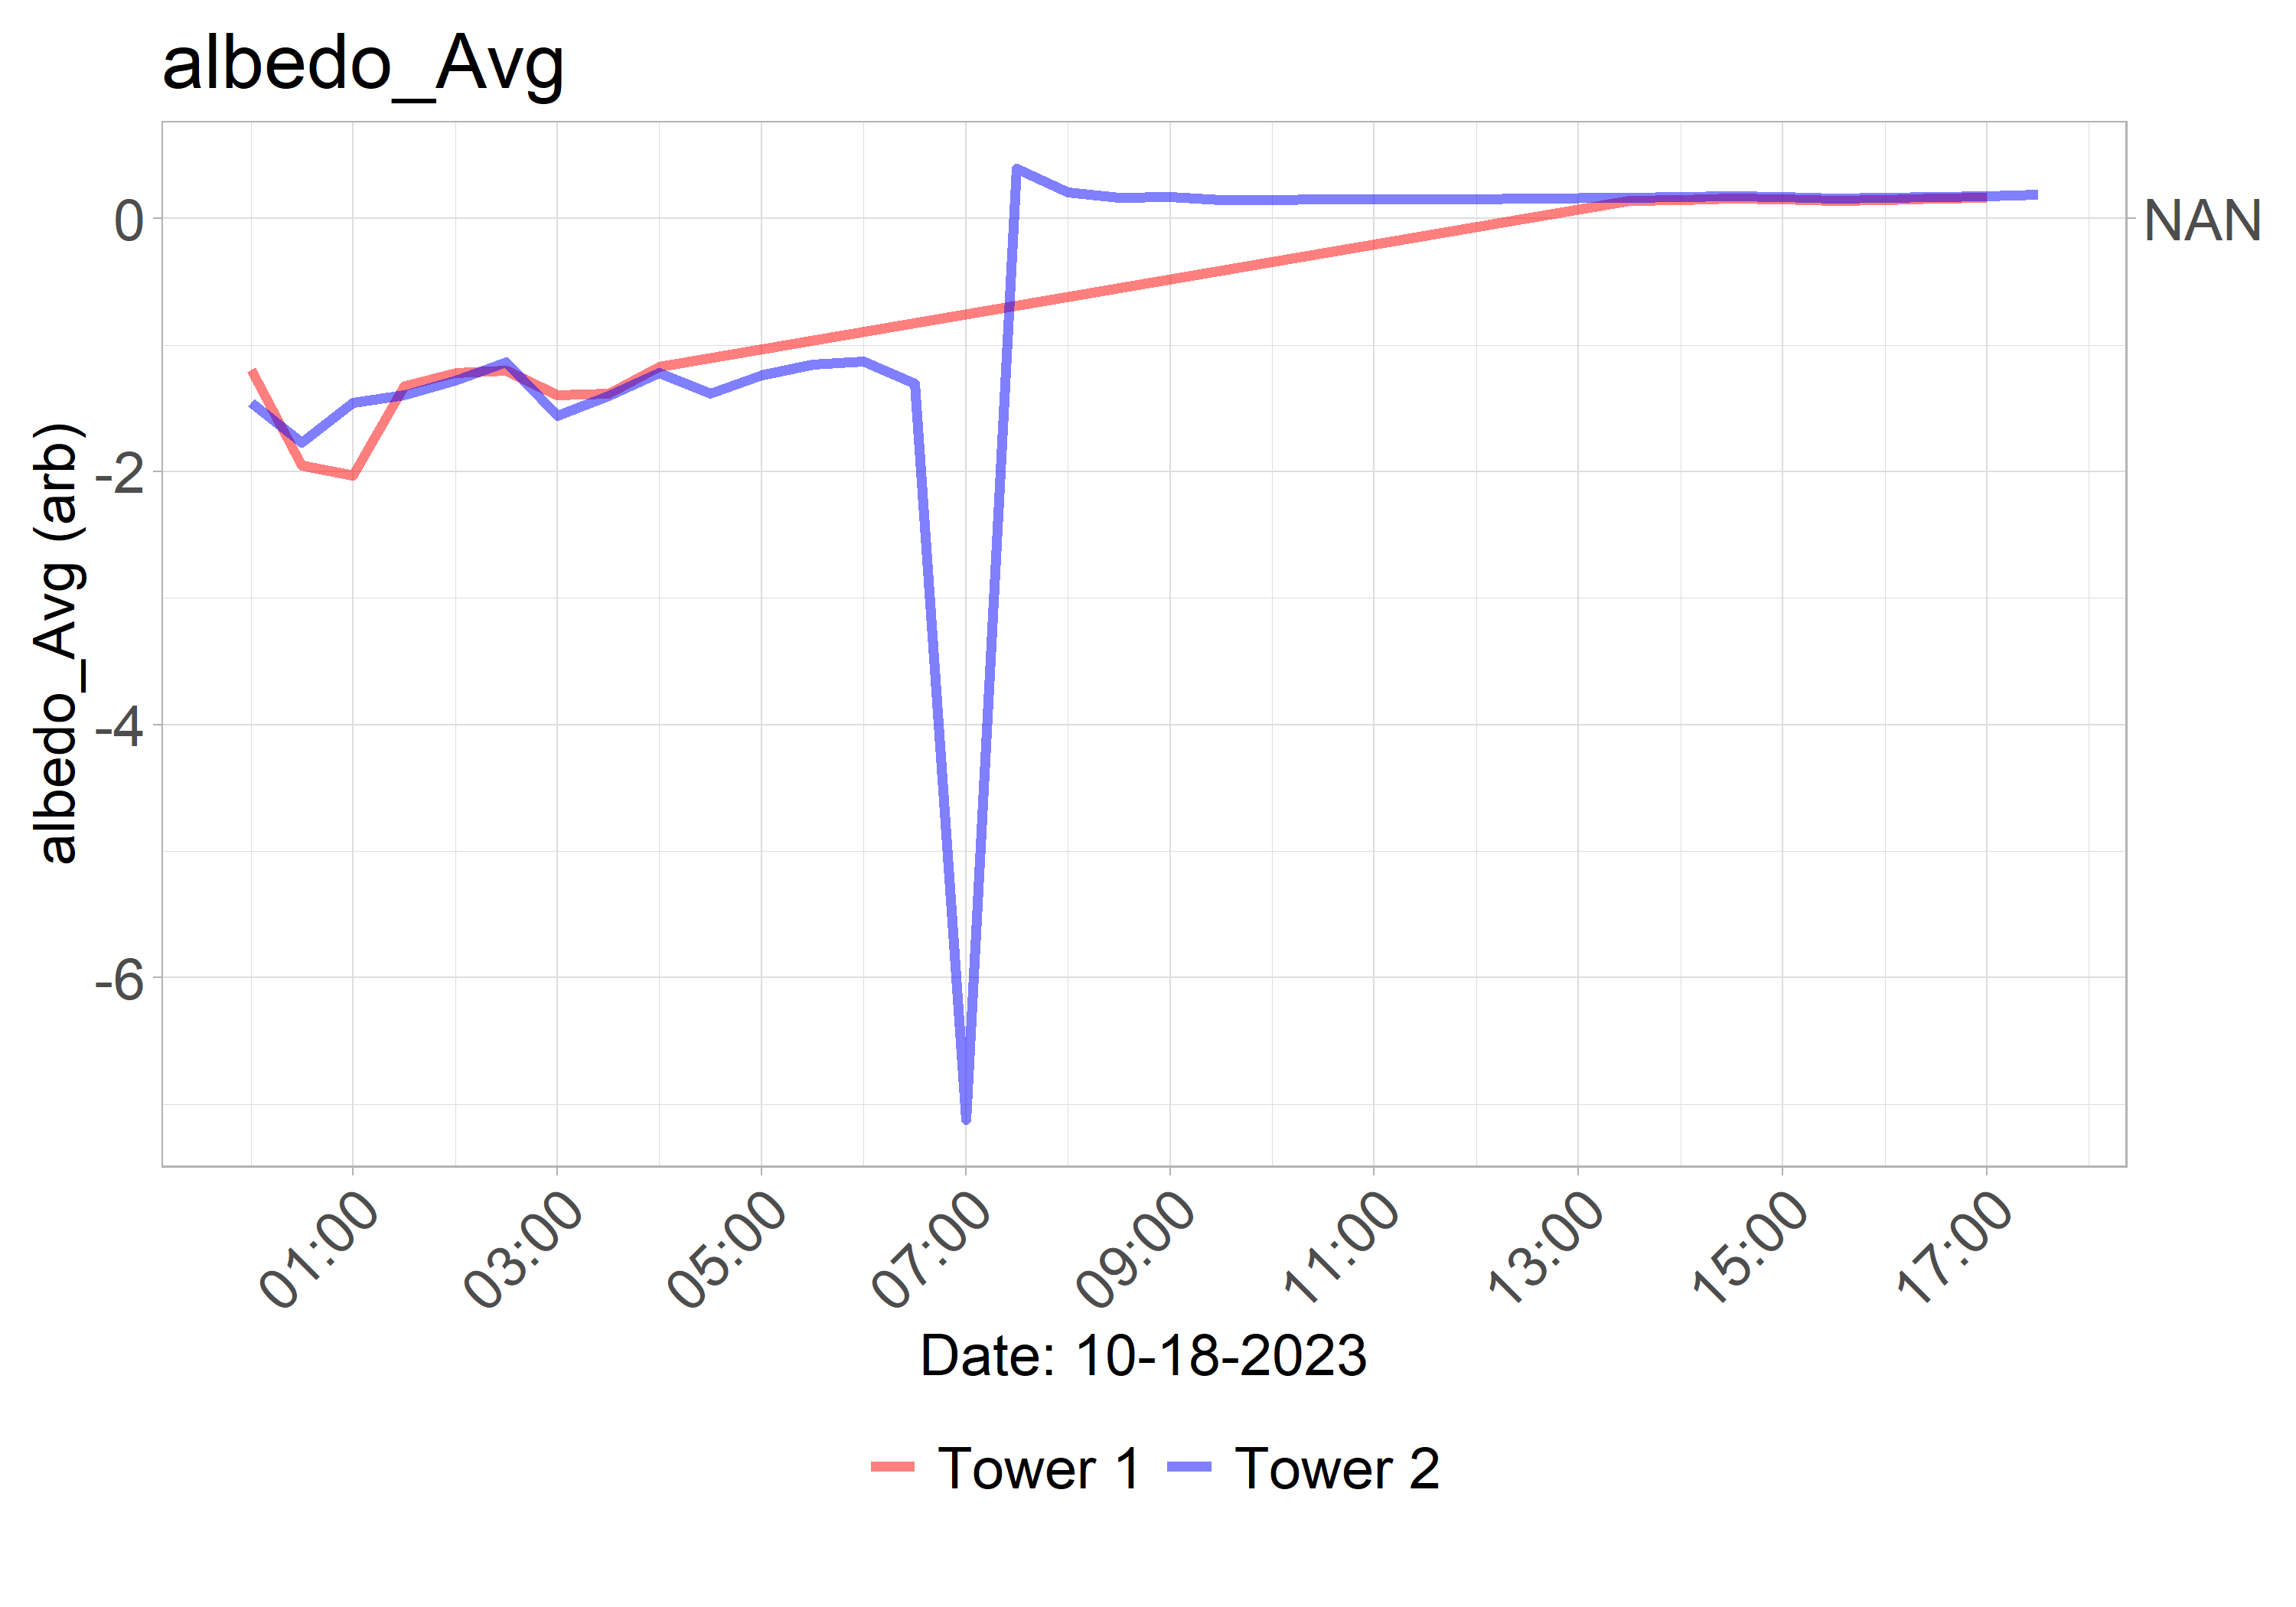 albedo_Avg
albedo_Avg (arb)
0
-2
-4
-6
NAN
01:00
03:00
05:00
07:00
09:00
11:00
13:00
15:00
17:00
Date: 10-18-2023
Tower 1
Tower 2